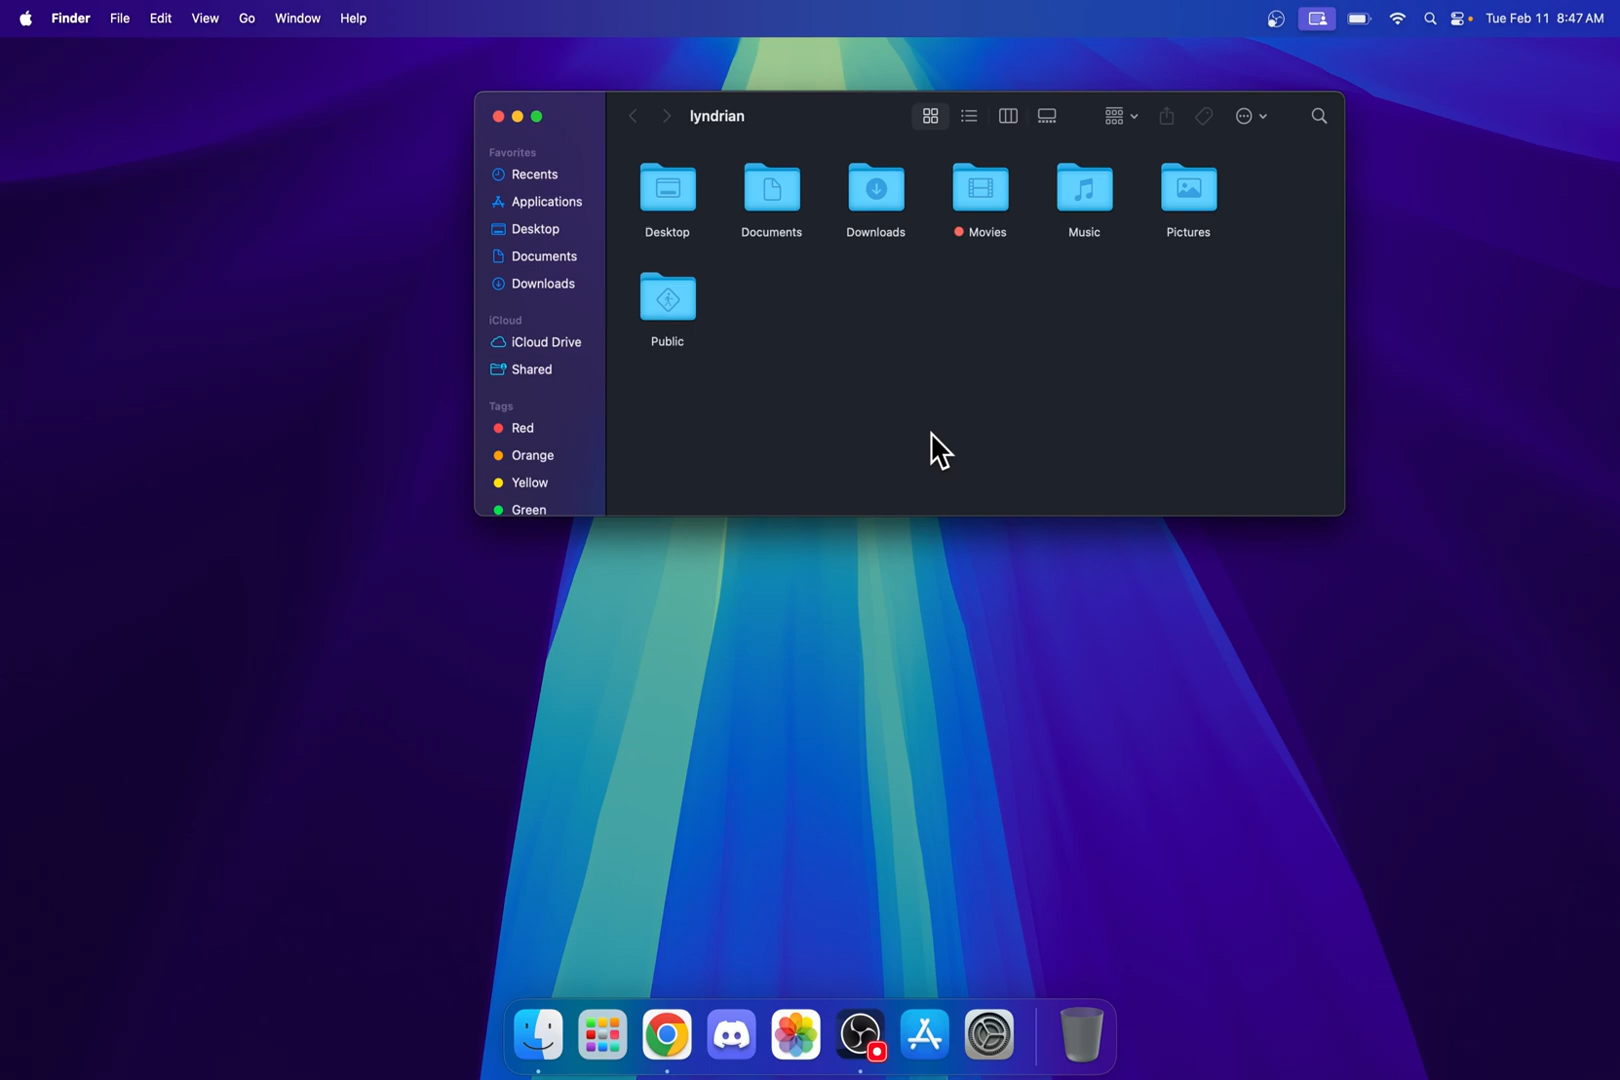 Finder File Edit View Go Window Help Tue Feb 11 8:47 AM
lyndrian
Favorites
Recents
Applications
Desktop
Documents
Downloads
iCloud
iCloud Drive
Shared
Tags
Red
Orange
Yellow
Green
Desktop Documents Downloads Movies Music Pictures
Public